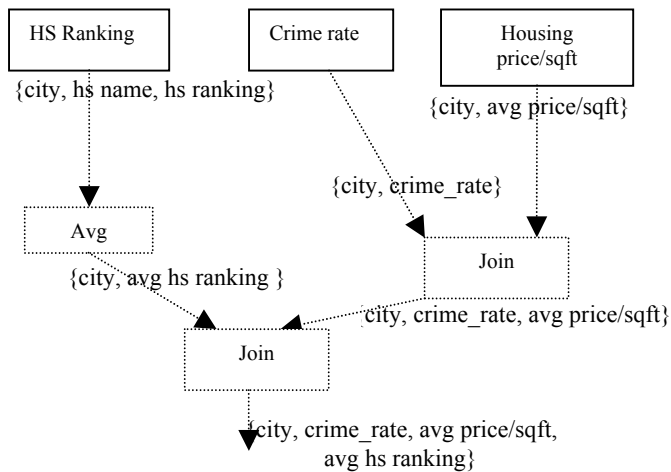 HS Ranking
Crime rate
Housing
price/sqft
{city, hs name, hs ranking}
{city, avg price/sqft}
{city, crime_rate}
Avg
Join
{city, avg hs ranking }
{city, crime_rate, avg price/sqft}
Join
{city, crime_rate, avg price/sqft,
avg hs ranking}